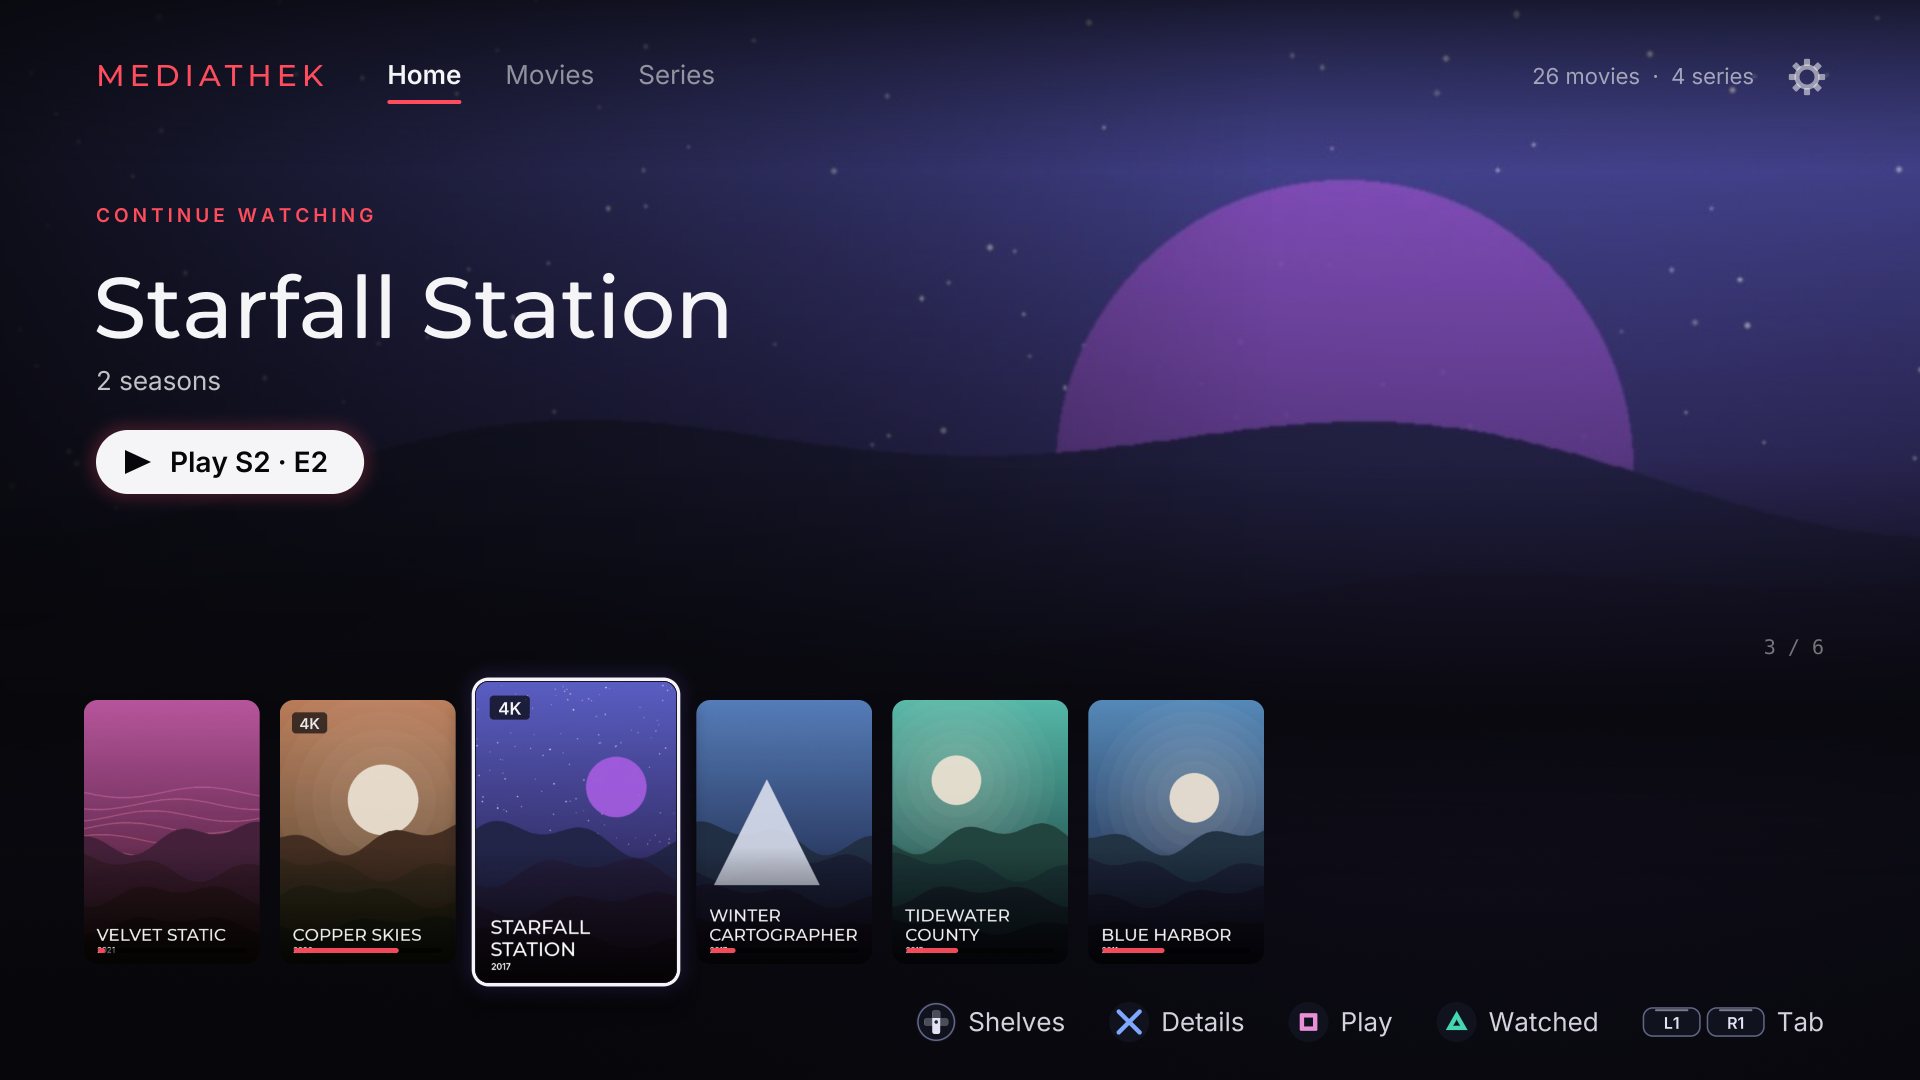 MEDIATHEK Home Movies Series 26 movies · 4 series
CONTINUE WATCHING
Starfall Station
2 seasons
Play S2 · E2
3 / 6
VELVET STATIC
4K
COPPER SKIES
4K
STARFALL
STATION
2017
WINTER
CARTOGRAPHER
TIDEWATER
COUNTY
BLUE HARBOR
Shelves Details Play Watched L1 R1 Tab